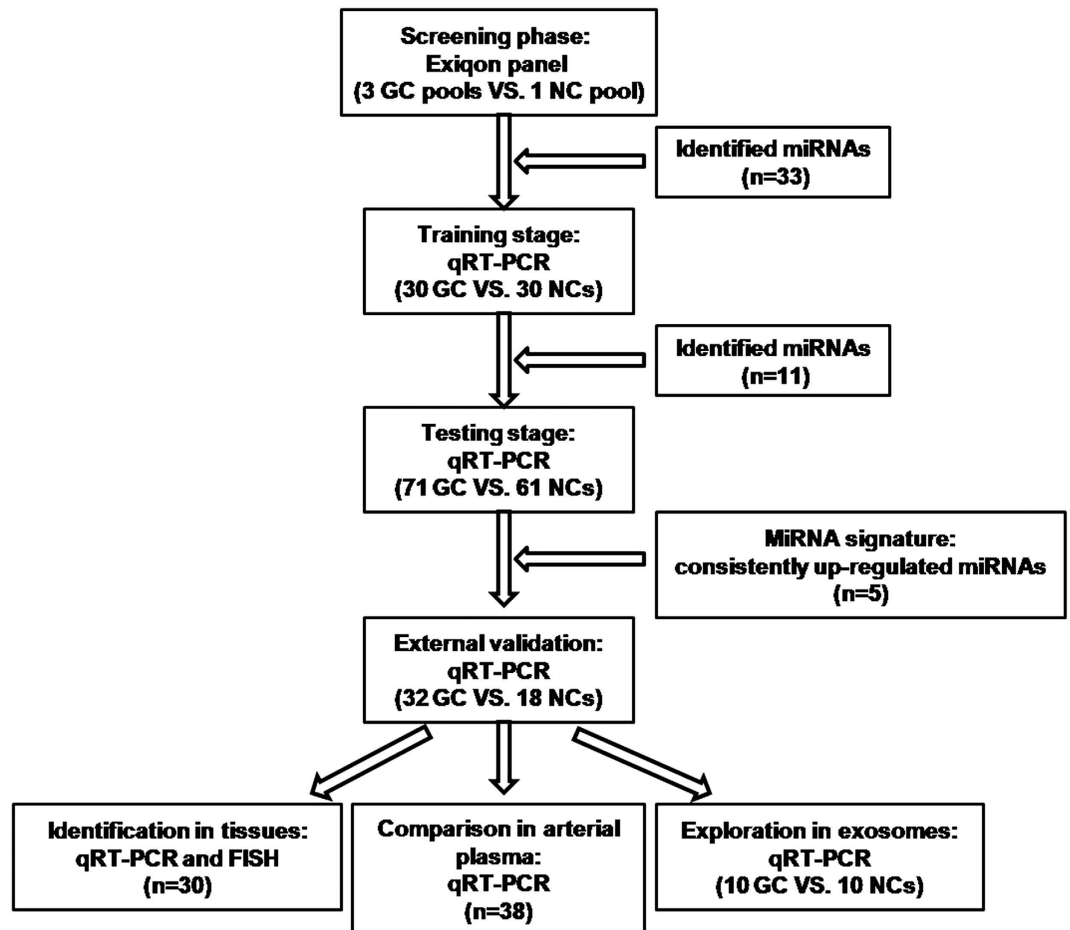 Screening phase:
Exiqon panel
(3 GC pools VS. 1 NC pool)
Identified miRNAs
(n=33)
Training stage:
qRT-PCR
(30 GC VS. 30 NCs)
Identified miRNAs
(n=11)
Testing stage:
qRT-PCR
(71 GC VS. 61 NCs)
MiRNA signature:
consistently up-regulated miRNAs
(n=5)
External validation:
qRT-PCR
(32 GC VS. 18 NCs)
Identification in tissues:
qRT-PCR and FISH
(n=30)
Comparison in arterial
plasma:
qRT-PCR
(n=38)
Exploration in exosomes:
qRT-PCR
(10 GC VS. 10 NCs)